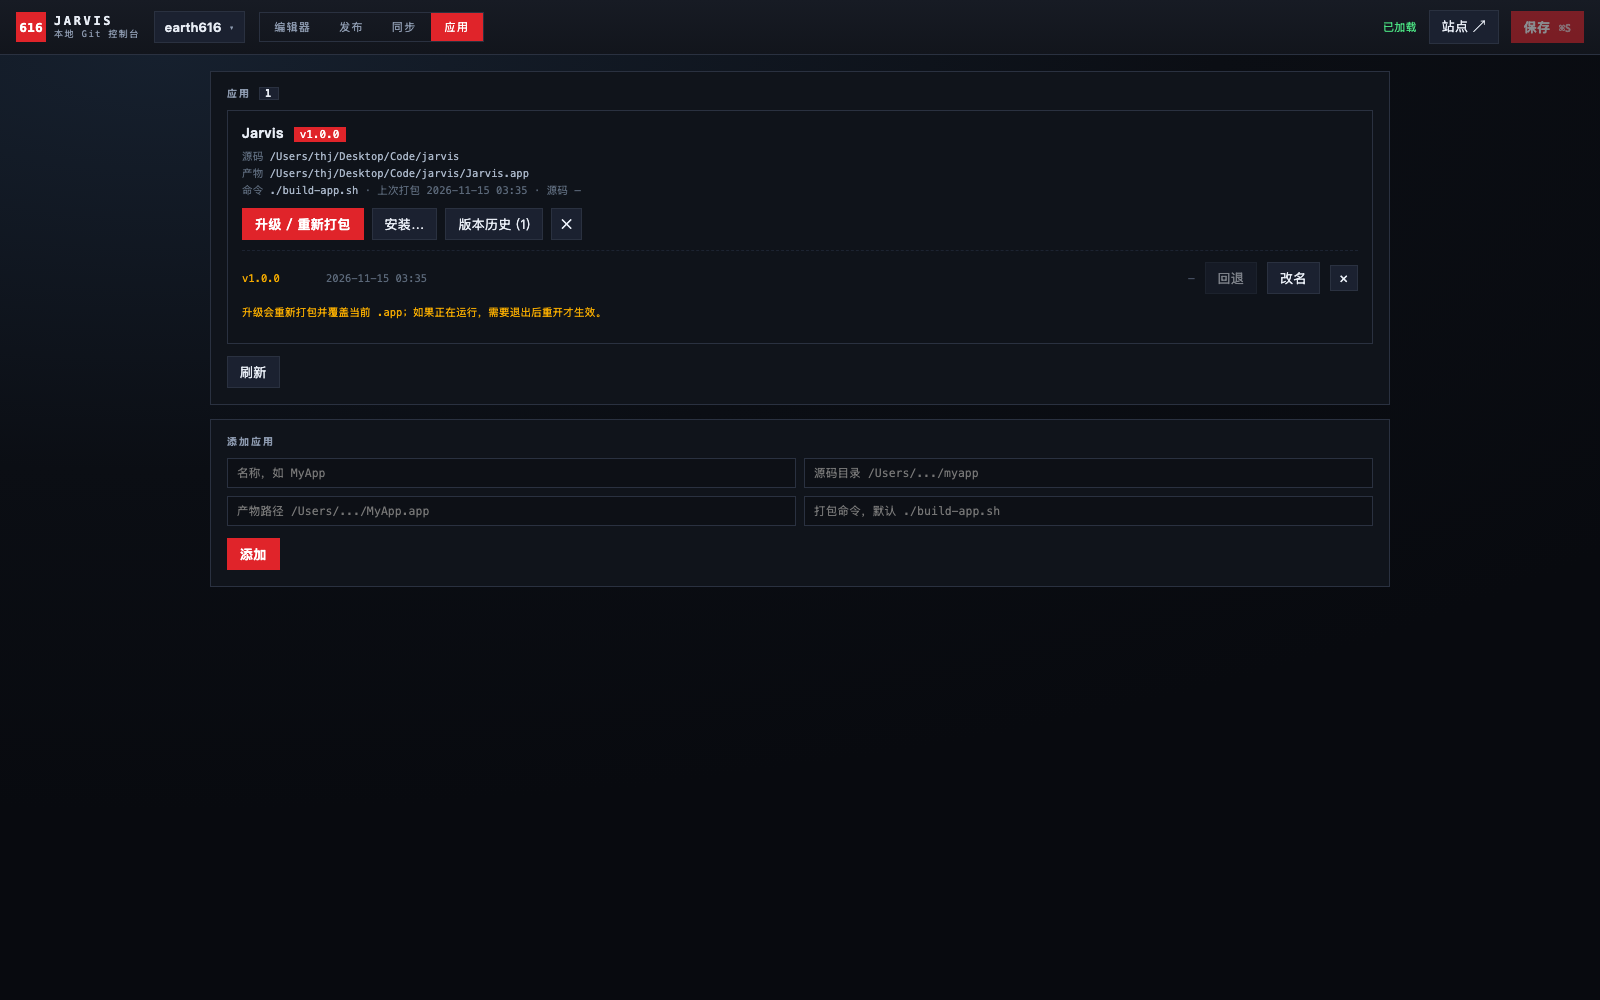 616 JARVIS 本地 Git 控制台 earth616 编辑器 发布 同步 应用 已加载 站点 ↗ 保存 ⌘S
应用 1
Jarvis v1.0.0
源码 /Users/thj/Desktop/Code/jarvis
产物 /Users/thj/Desktop/Code/jarvis/Jarvis.app
命令 ./build-app.sh · 上次打包 2026-11-15 03:35 · 源码 —
升级 / 重新打包 安装… 版本历史 (1) ✕
v1.0.0 2026-11-15 03:35 — 回退 改名 ×
升级会重新打包并覆盖当前 .app；如果正在运行，需要退出后重开才生效。
刷新
添加应用
名称，如 MyApp 源码目录 /Users/.../myapp
产物路径 /Users/.../MyApp.app 打包命令，默认 ./build-app.sh
添加